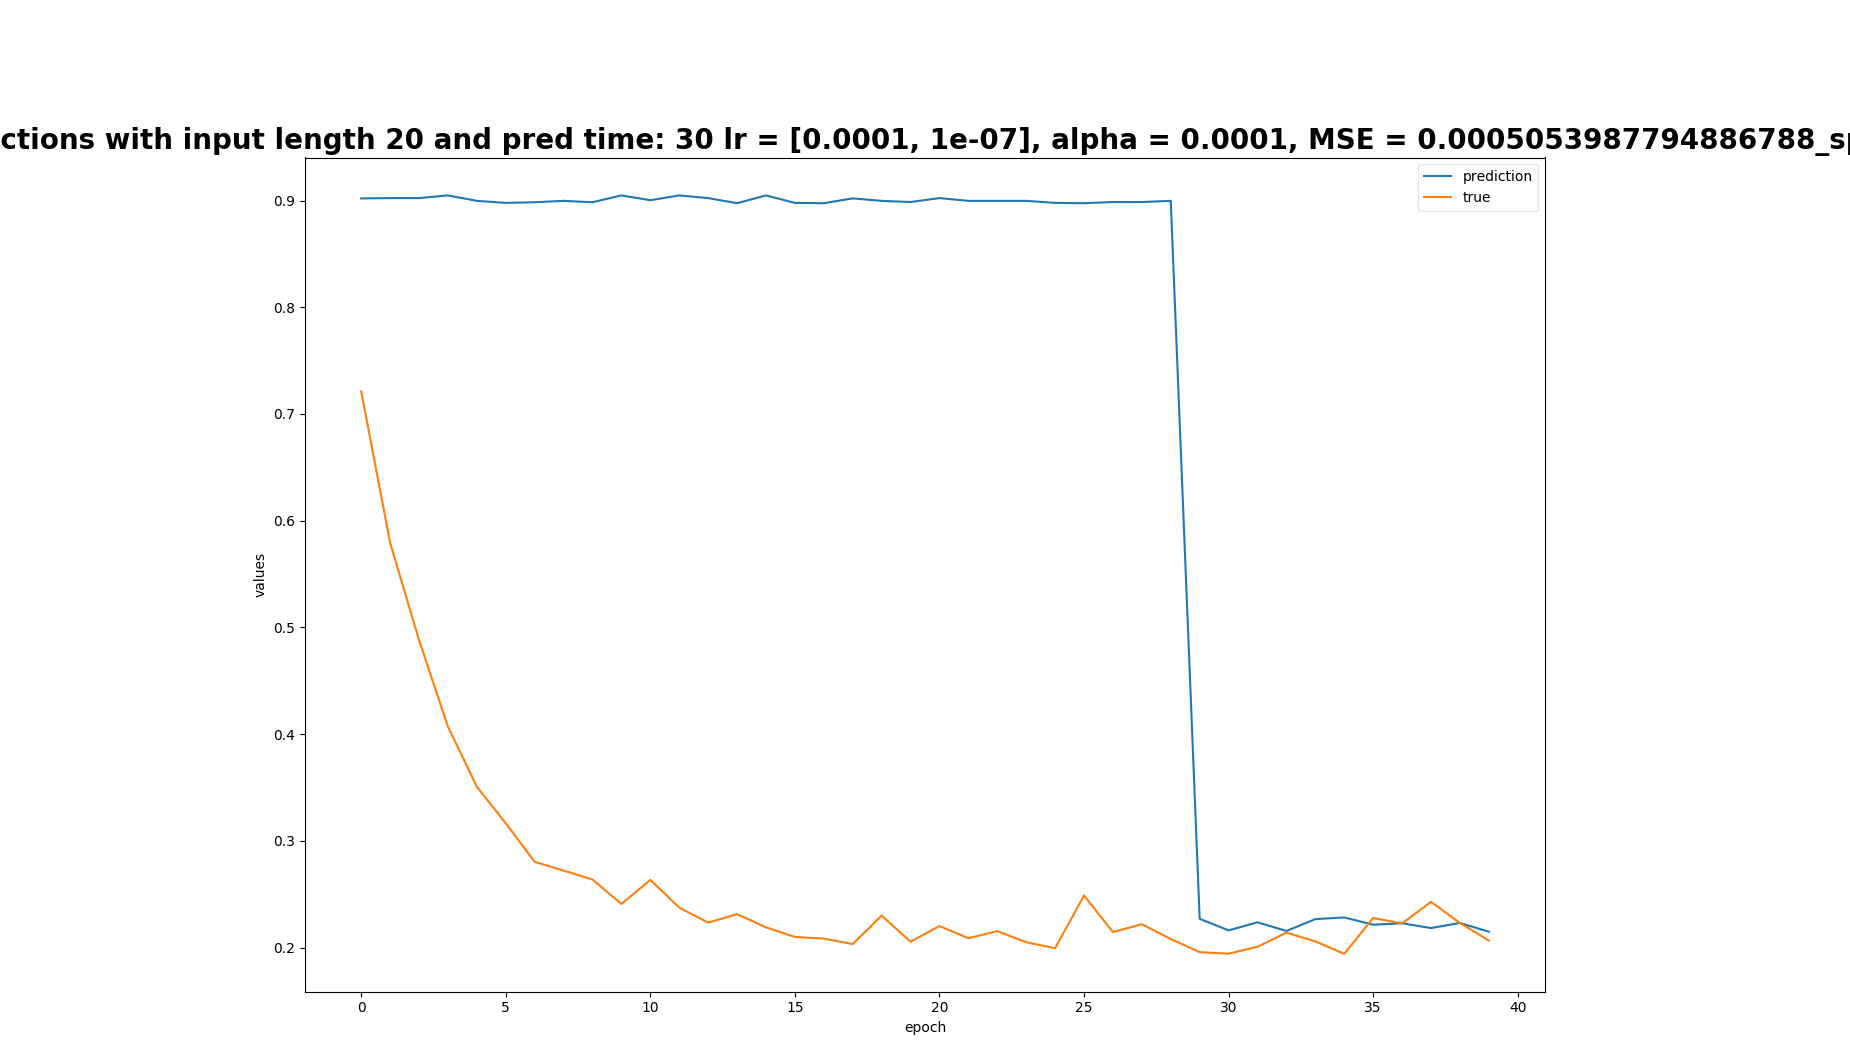 ctions with input length 20 and pred time: 30 lr = [0.0001, 1e-07], alpha = 0.0001, MSE = 0.0005053987794886788_sp
prediction
true
0.9
0.8
0.7
0.6
0.5
0.4
0.3
0.2
values
0 5 10 15 20 25 30 35 40
epoch